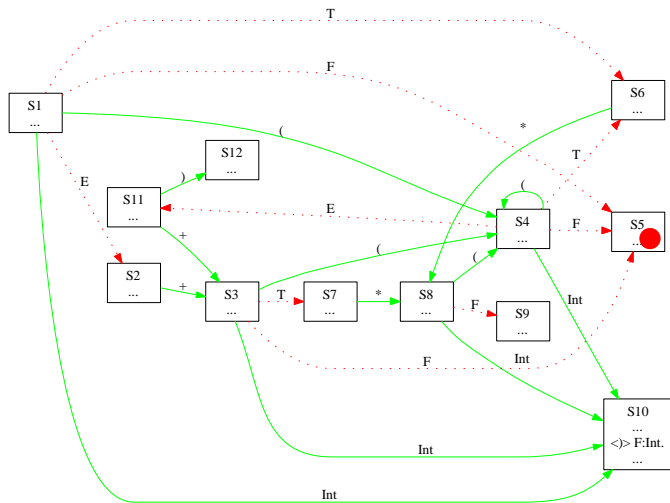 T
F
S1
...
S6
...
*
(
S12
...
)
T
E
(
S11
...
E
S4
...
F
S5
...
+
(
S2
...
+
S3
...
T
S7
...
*
S8
...
(
F
S9
...
Int
Int
F
S10
...
<)> F:Int.
...
Int
Int